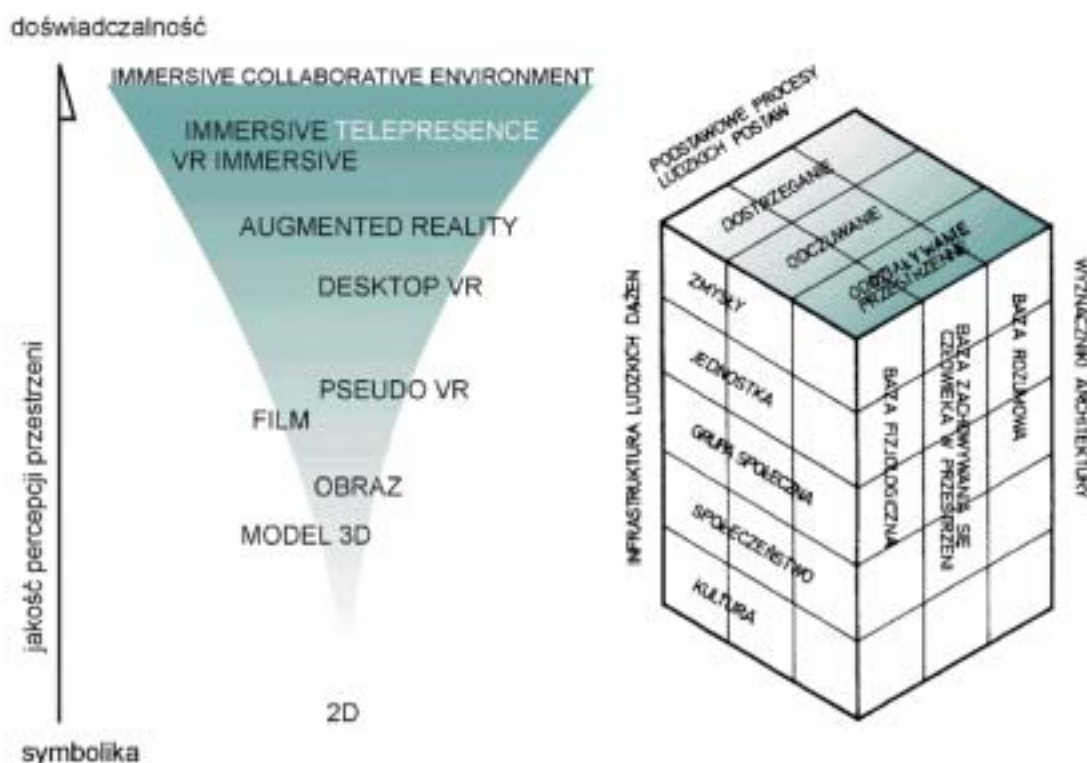 doświadczalność
IMMERSIVE COLLABORATIVE ENVIRONMENT
IMMERSIVE TELEPRESENCE
VR IMMERSIVE
AUGMENTED REALITY
DESKTOP VR
PSEUDO VR
FILM
OBRAZ
MODEL 3D
2D
jakość percepcji przestrzeni
symbolika
PODSTAWOWE PROCESY
LUDZKICH POSTAW
DOSTRZEGANIE
ODCZUWANIE
ODDZIAŁYWANIE
PRZESTRZENNE
INFRASTRUKTURA LUDZKICH DĄŻEŃ
ZMYSŁY
JEDNOSTKA
GRUPA SPOŁECZNA
SPOŁECZEŃSTWO
KULTURA
BAZA FIZJOLOGICZNA
BAZA ZACHOWYWANIA SIĘ
CZŁOWIEKA W PRZESTRZENI
BAZA ROZUMOWA
WYZNACZNIKI ARCHITEKTURY